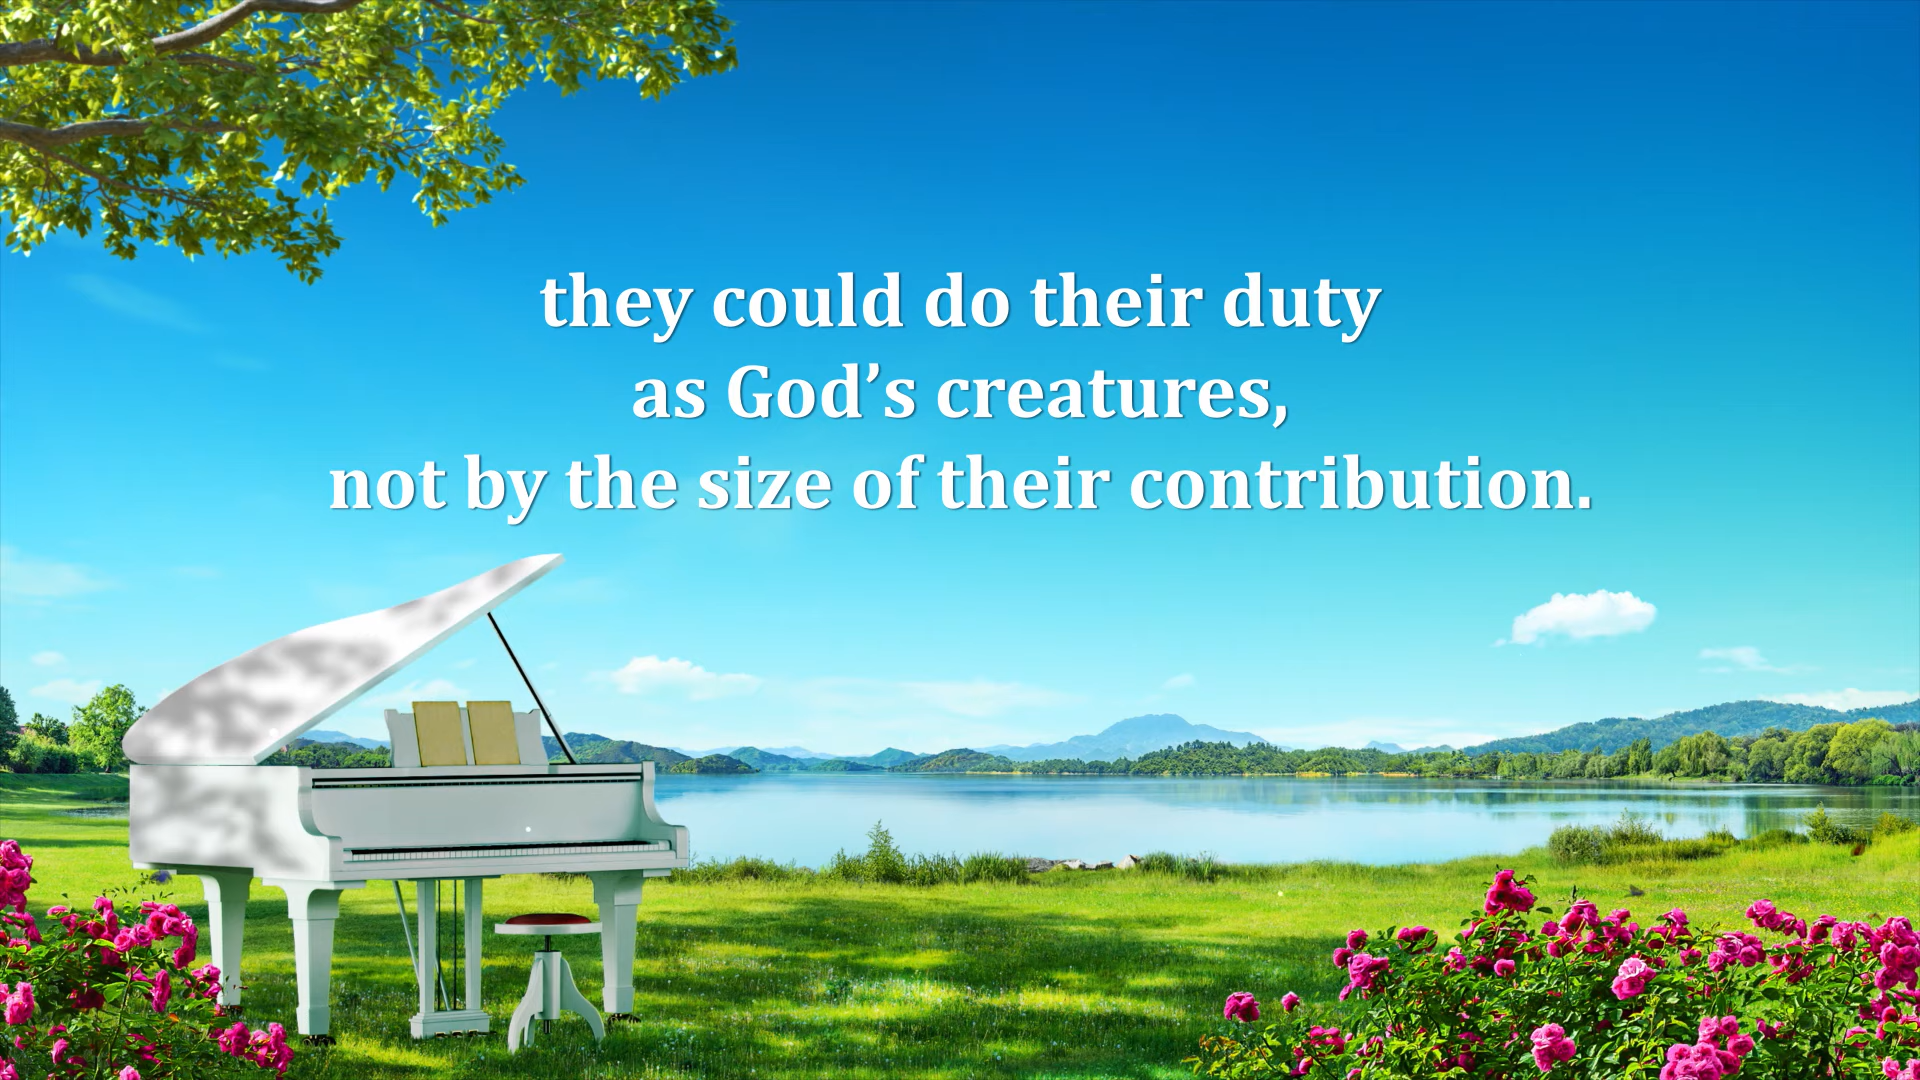 they could do their duty
as God’s creatures,
not by the size of their contribution.